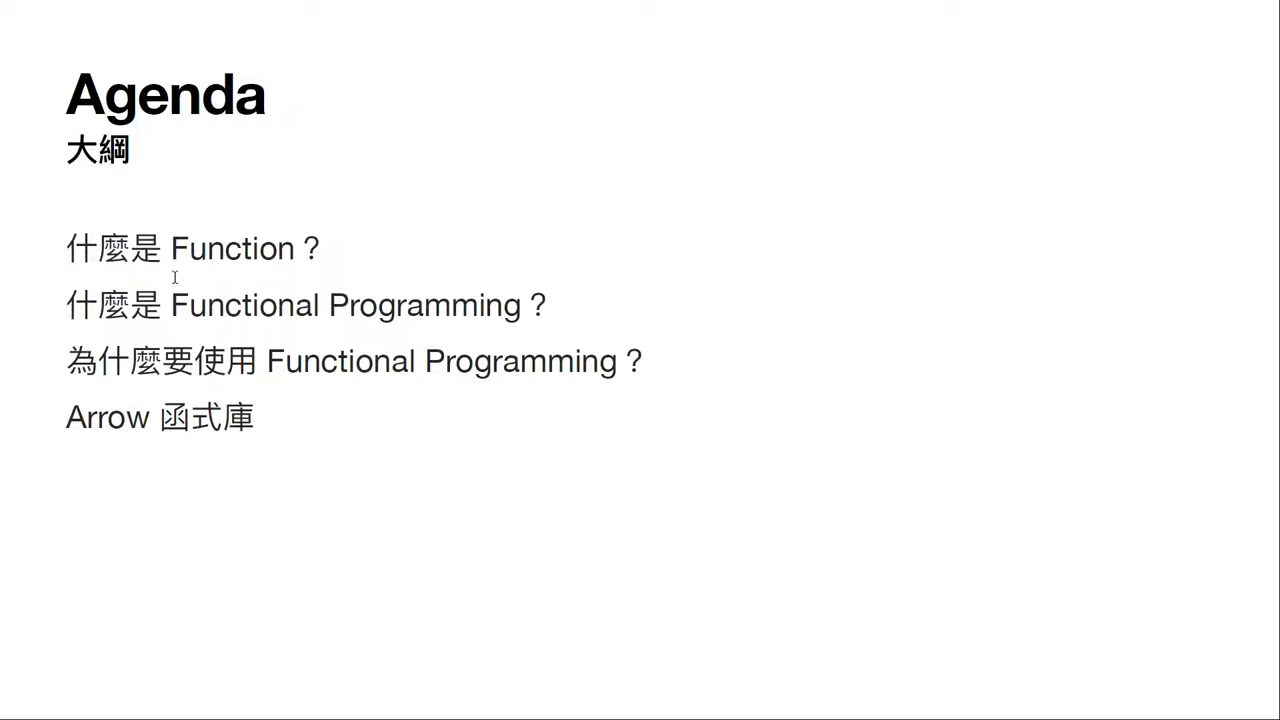 Agenda
大綱
什麼是 Function ?
什麼是 Functional Programming ?
為什麼要使用 Functional Programming ?
Arrow 函式庫